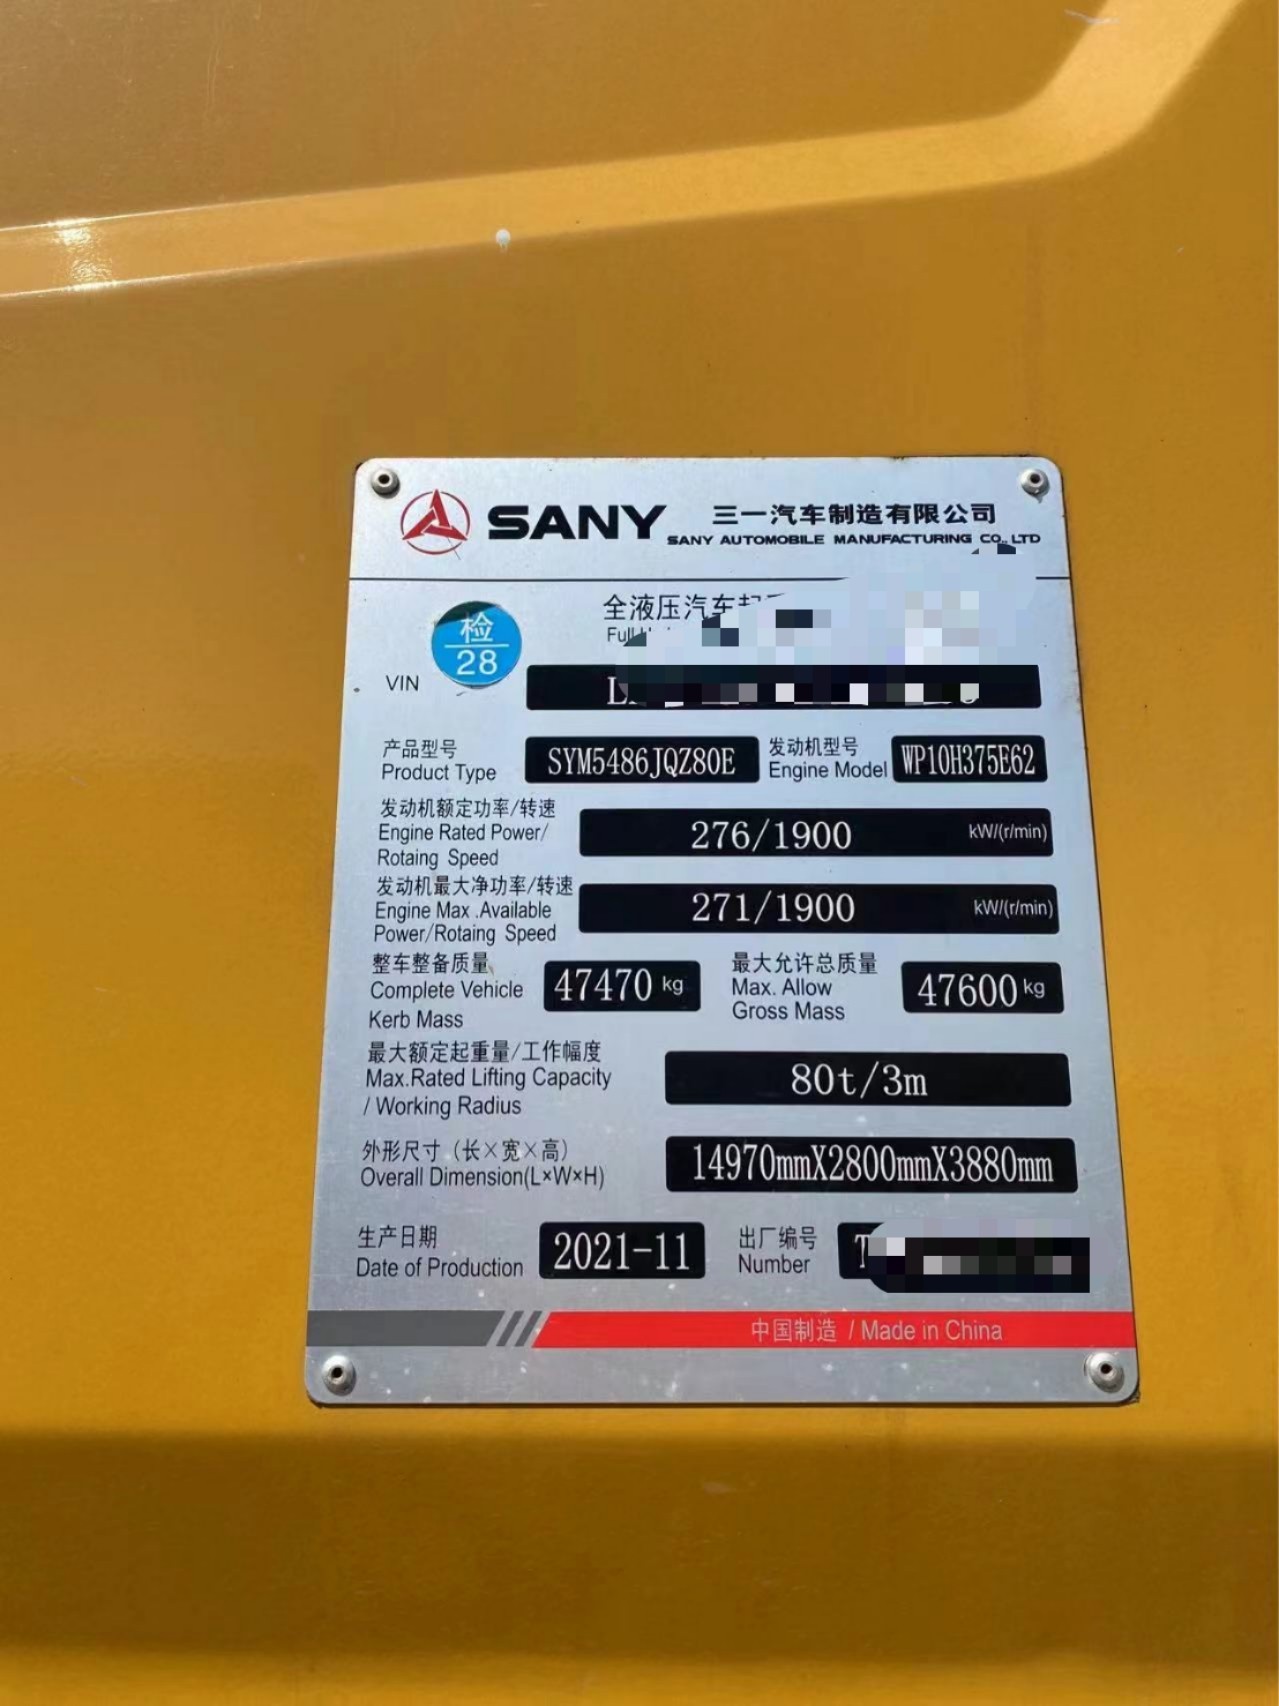 SANY 三一汽车制造有限公司
SANY AUTOMOBILE MANUFACTURING CO., LTD
全液压汽车
检
28
VIN
产品型号 SYM5486JQZ80E 发动机型号 WP10H375E62
Product Type Engine Model
发动机额定功率/转速
Engine Rated Power/ 276/1900 kW/(r/min)
Rotaing Speed
发动机最大净功率/转速
Engine Max .Available 271/1900 kW/(r/min)
Power/Rotaing Speed
整车整备质量 最大允许总质量
Complete Vehicle 47470 kg Max. Allow 47600 kg
Kerb Mass Gross Mass
最大额定起重量/工作幅度
Max.Rated Lifting Capacity 80t/3m
/ Working Radius
外形尺寸（长×宽×高）
Overall Dimension(L×W×H) 14970mmX2800mmX3880mm
生产日期 2021-11 出厂编号
Date of Production Number
中国制造 / Made in China